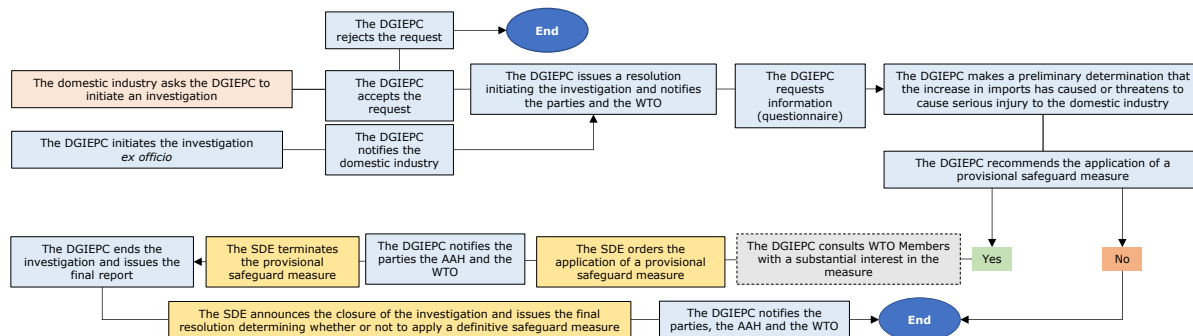 The DGIEPC
rejects the request
End
The domestic industry asks the DGIEPC to
initiate an investigation
The DGIEPC
accepts the
request
The DGIEPC issues a resolution
initiating the investigation and notifies
the parties and the WTO
The DGIEPC
requests
information
(questionnaire)
The DGIEPC makes a preliminary determination that
the increase in imports has caused or threatens to
cause serious injury to the domestic industry
The DGIEPC initiates the investigation
ex officio
The DGIEPC
notifies the
domestic industry
The DGIEPC recommends the application of a
provisional safeguard measure
The DGIEPC ends the
investigation and issues the
final report
The SDE terminates
the provisional
safeguard measure
The DGIEPC notifies the
parties the AAH and the
WTO
The SDE orders the
application of a provisional
safeguard measure
The DGIEPC consults WTO Members
with a substantial interest in the
measure
Yes
No
The SDE announces the closure of the investigation and issues the final
resolution determining whether or not to apply a definitive safeguard measure
The DGIEPC notifies the
parties, the AAH and the WTO
End